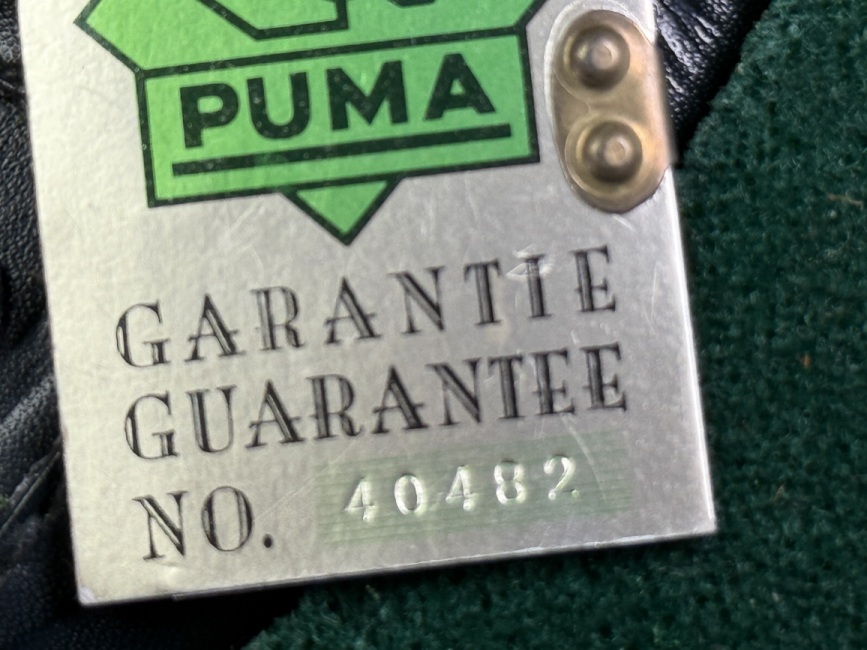 PUMA
GARANTIE
GUARANTEE
NO. 40482